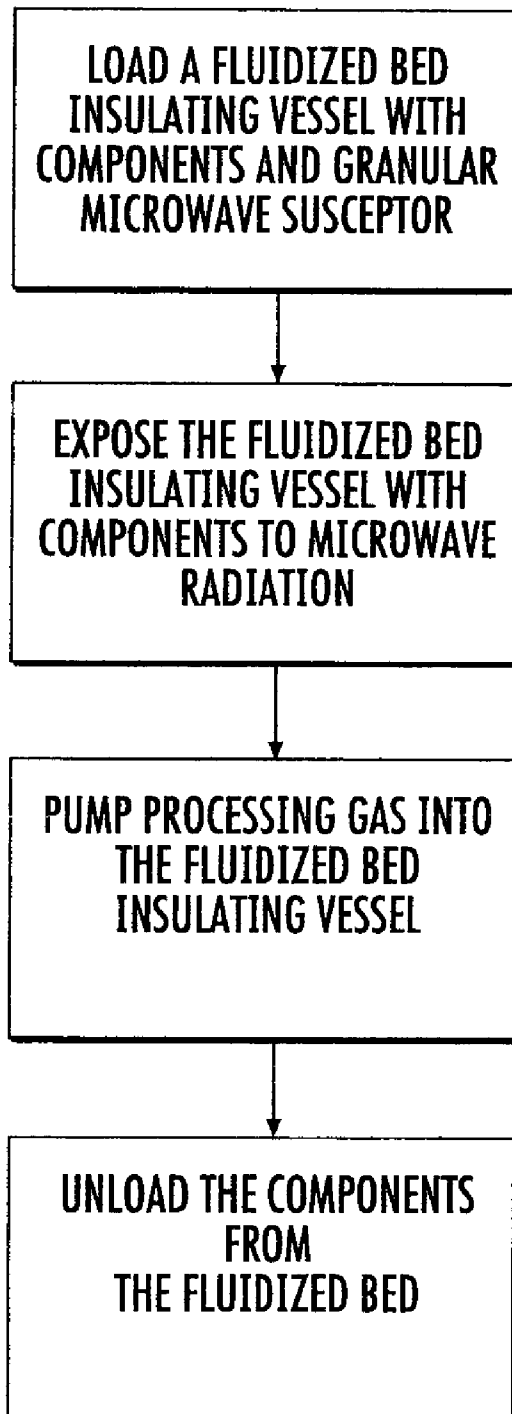 LOAD A FLUIDIZED BED
INSULATING VESSEL WITH
COMPONENTS AND GRANULAR
MICROWAVE SUSCEPTOR
EXPOSE THE FLUIDIZED BED
INSULATING VESSEL WITH
COMPONENTS TO MICROWAVE
RADIATION
PUMP PROCESSING GAS INTO
THE FLUIDIZED BED
INSULATING VESSEL
UNLOAD THE COMPONENTS
FROM
THE FLUIDIZED BED